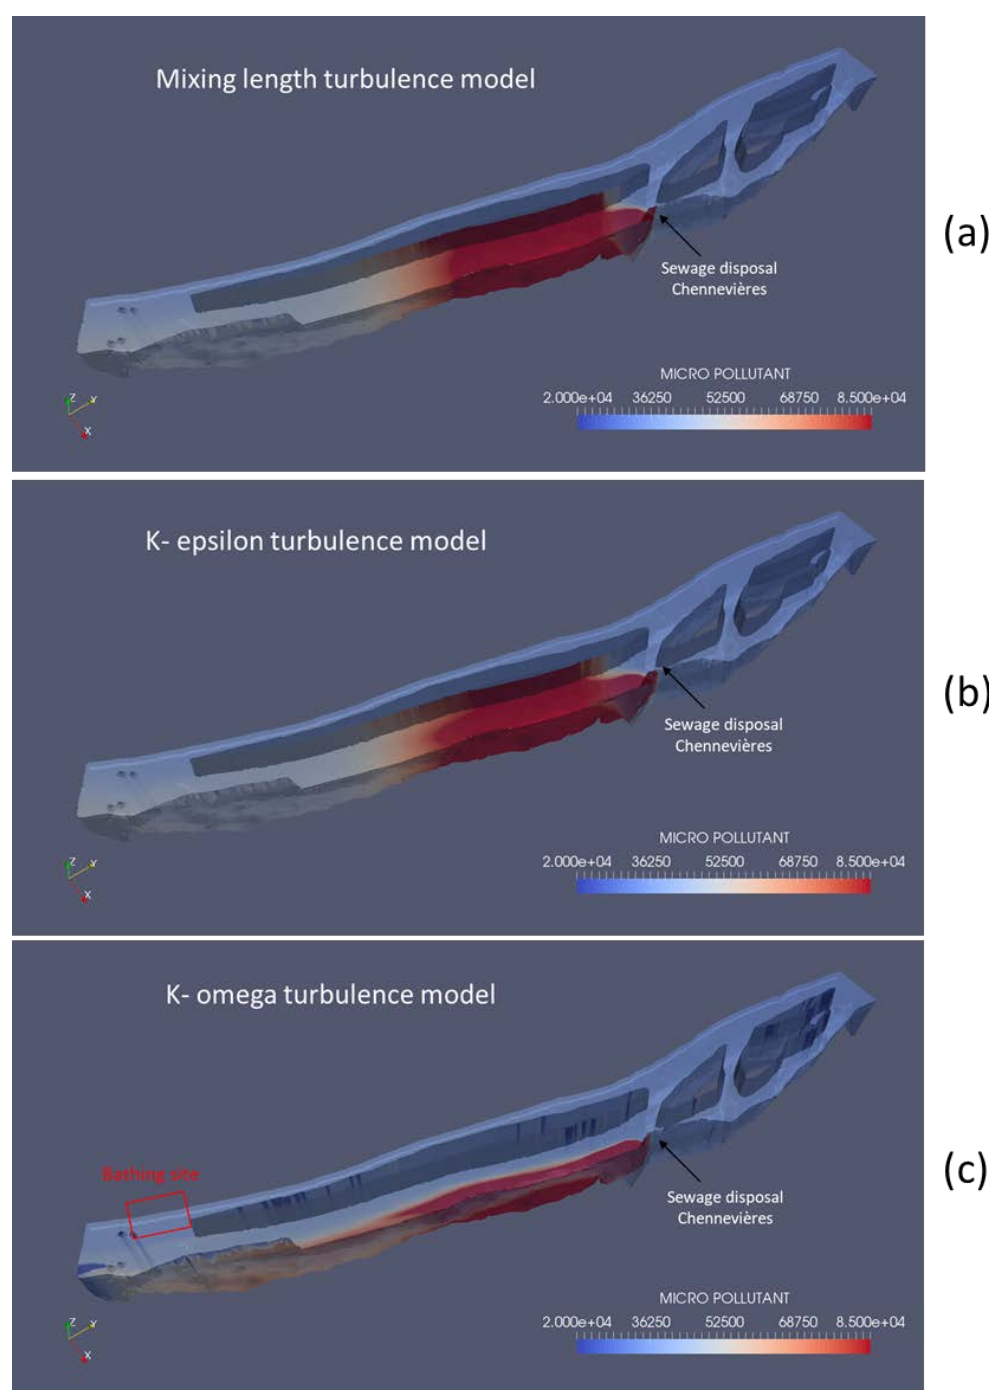 Mixing length turbulence model
(a)
Sewage disposal
Chennevières
MICRO POLLUTANT
2.000e+04 36250 52500 68750 8.500e+04
Z Y
X
K- epsilon turbulence model
(b)
Sewage disposal
Chennevières
MICRO POLLUTANT
2.000e+04 36250 52500 68750 8.500e+04
Z Y
X
K- omega turbulence model
(c)
Bathing site
Sewage disposal
Chennevières
MICRO POLLUTANT
2.000e+04 36250 52500 68750 8.500e+04
Z Y
X